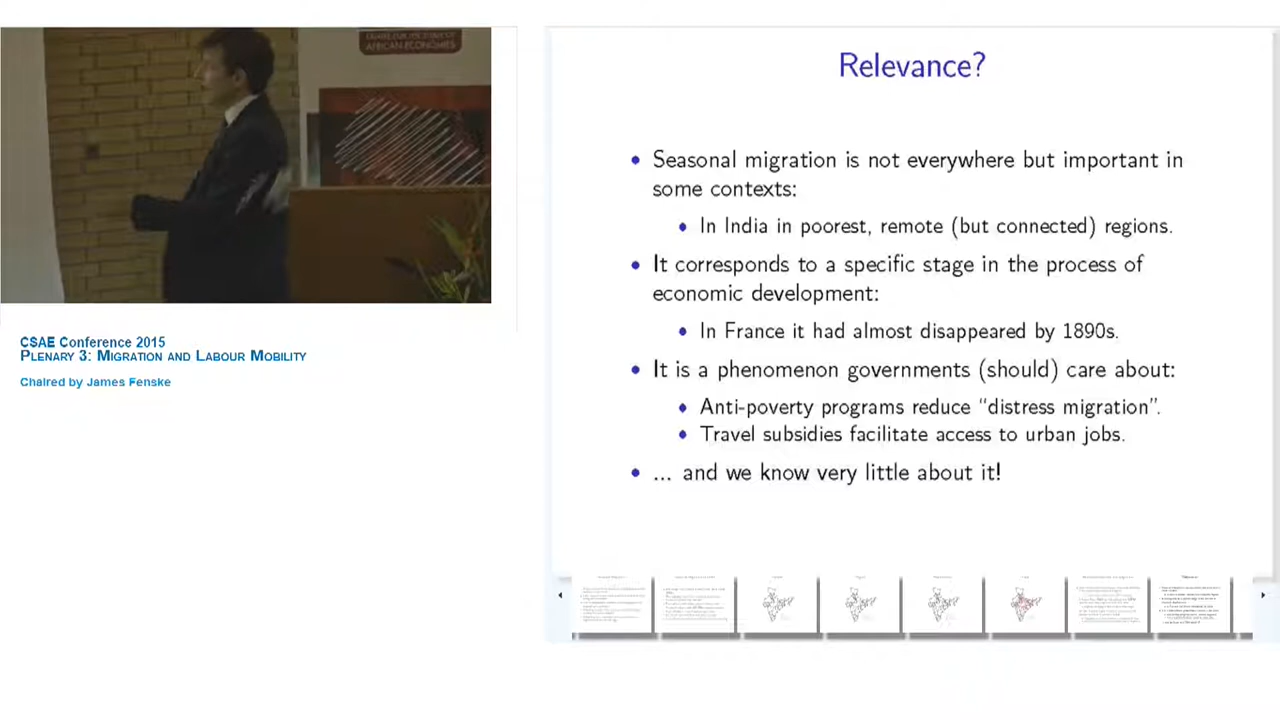 AFRICAN ECONOMIES
CSAE Conference 2015
PLENARY 3: MIGRATION AND LABOUR MOBILITY
Chaired by James Fenske
Relevance?
• Seasonal migration is not everywhere but important in
some contexts:
• In India in poorest, remote (but connected) regions.
• It corresponds to a specific stage in the process of
economic development:
• In France it had almost disappeared by 1890s.
• It is a phenomenon governments (should) care about:
• Anti-poverty programs reduce “distress migration”.
• Travel subsidies facilitate access to urban jobs.
• ... and we know very little about it!